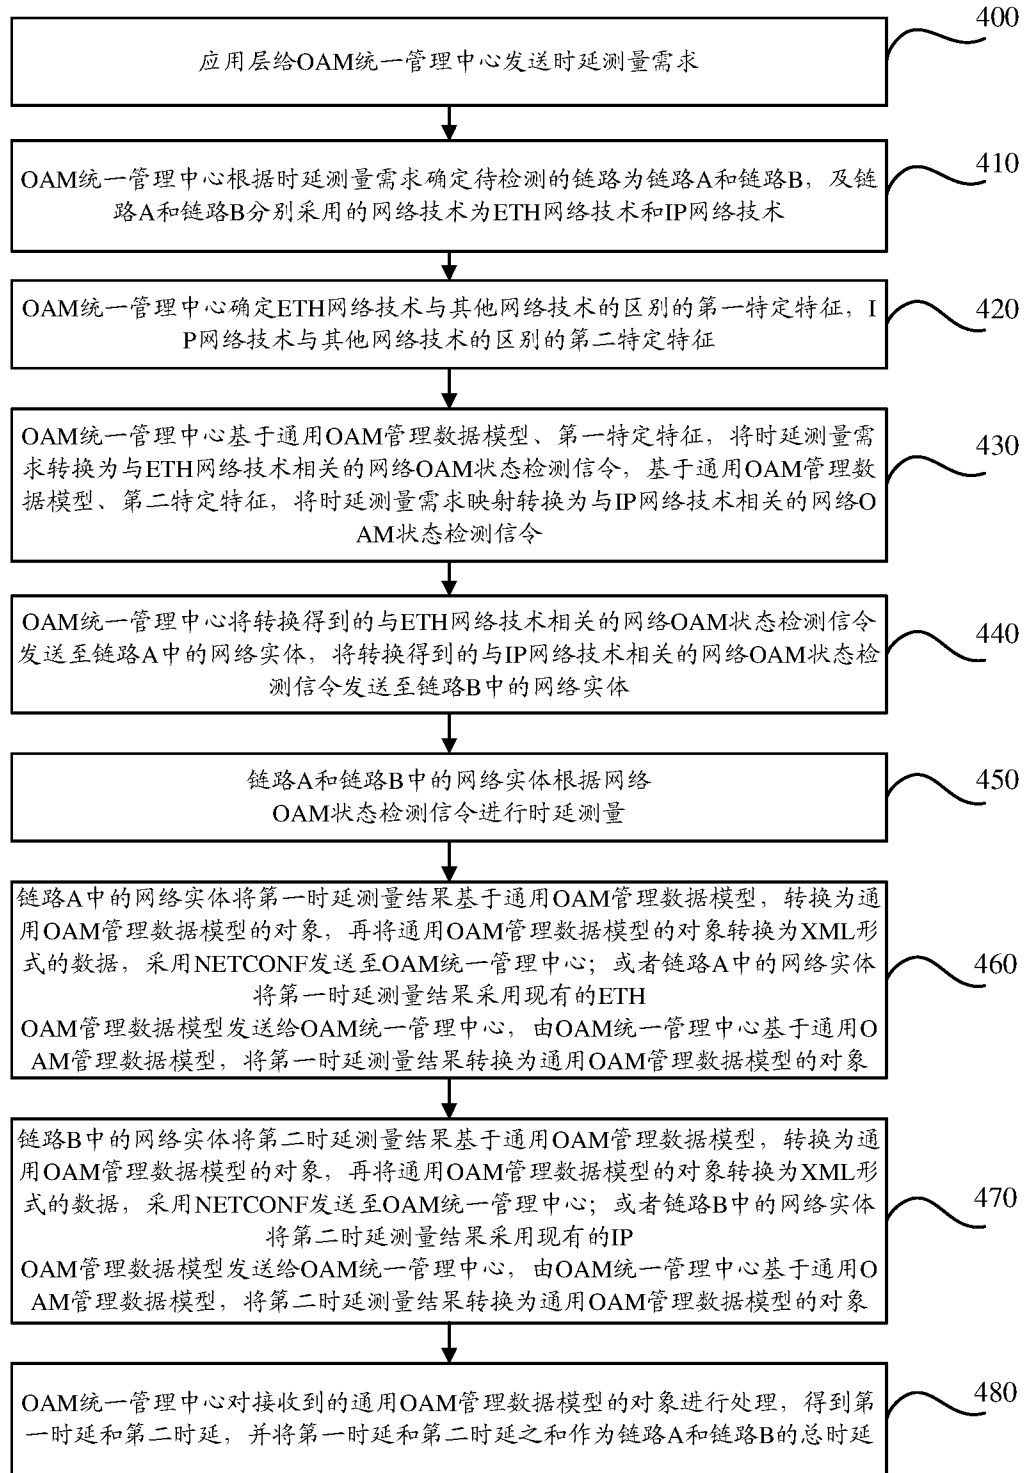 应用层给OAM统一管理中心发送时延测量需求
400
OAM统一管理中心根据时延测量需求确定待检测的链路为链路A和链路B，及链
路A和链路B分别采用的网络技术为ETH网络技术和IP网络技术
410
OAM统一管理中心确定ETH网络技术与其他网络技术的区别的第一特定特征，I
P网络技术与其他网络技术的区别的第二特定特征
420
OAM统一管理中心基于通用OAM管理数据模型、第一特定特征，将时延测量需
求转换为与ETH网络技术相关的网络OAM状态检测信令，基于通用OAM管理数
据模型、第二特定特征，将时延测量需求映射转换为与IP网络技术相关的网络O
AM状态检测信令
430
OAM统一管理中心将转换得到的与ETH网络技术相关的网络OAM状态检测信令
发送至链路A中的网络实体，将转换得到的与IP网络技术相关的网络OAM状态检
测信令发送至链路B中的网络实体
440
链路A和链路B中的网络实体根据网络
OAM状态检测信令进行时延测量
450
链路A中的网络实体将第一时延测量结果基于通用OAM管理数据模型，转换为通
用OAM管理数据模型的对象，再将通用OAM管理数据模型的对象转换为XML形
式的数据，采用NETCONF发送至OAM统一管理中心；或者链路A中的网络实体
将第一时延测量结果采用现有的ETH
OAM管理数据模型发送给OAM统一管理中心，由OAM统一管理中心基于通用O
AM管理数据模型，将第一时延测量结果转换为通用OAM管理数据模型的对象
460
链路B中的网络实体将第二时延测量结果基于通用OAM管理数据模型，转换为通
用OAM管理数据模型的对象，再将通用OAM管理数据模型的对象转换为XML形
式的数据，采用NETCONF发送至OAM统一管理中心；或者链路B中的网络实体
将第二时延测量结果采用现有的IP
OAM管理数据模型发送给OAM统一管理中心，由OAM统一管理中心基于通用O
AM管理数据模型，将第二时延测量结果转换为通用OAM管理数据模型的对象
470
OAM统一管理中心对接收到的通用OAM管理数据模型的对象进行处理，得到第
一时延和第二时延，并将第一时延和第二时延之和作为链路A和链路B的总时延
480